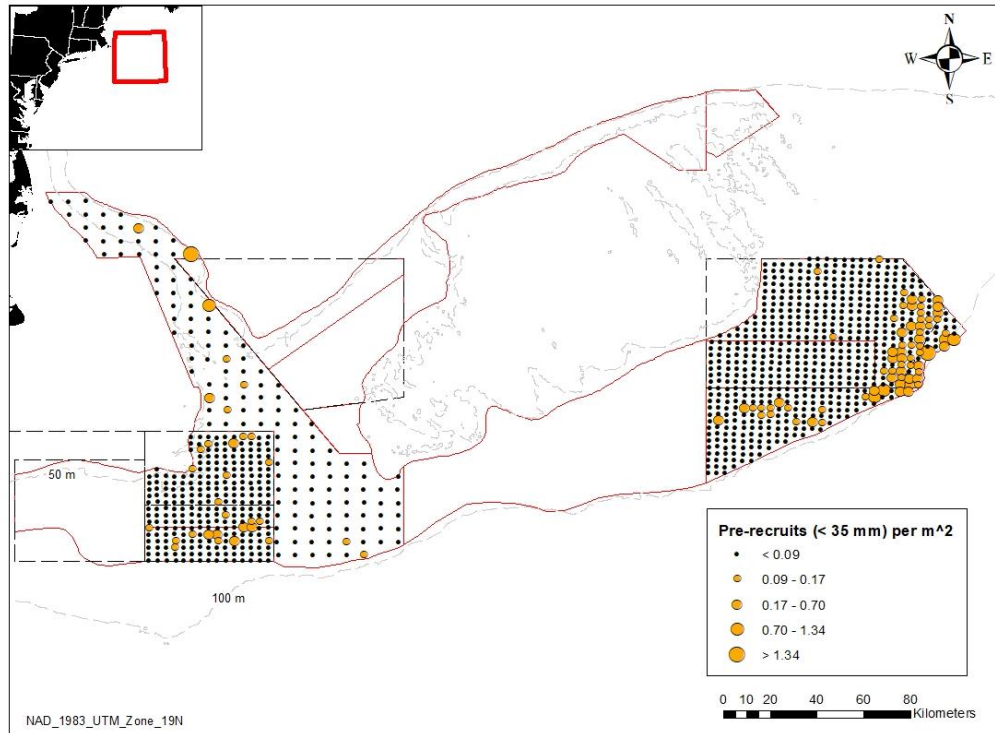 N
W E
S
50 m
100 m
Pre-recruits (< 35 mm) per m^2
< 0.09
0.09 - 0.17
0.17 - 0.70
0.70 - 1.34
> 1.34
0 10 20 40 60 80
Kilometers
NAD_1983_UTM_Zone_19N